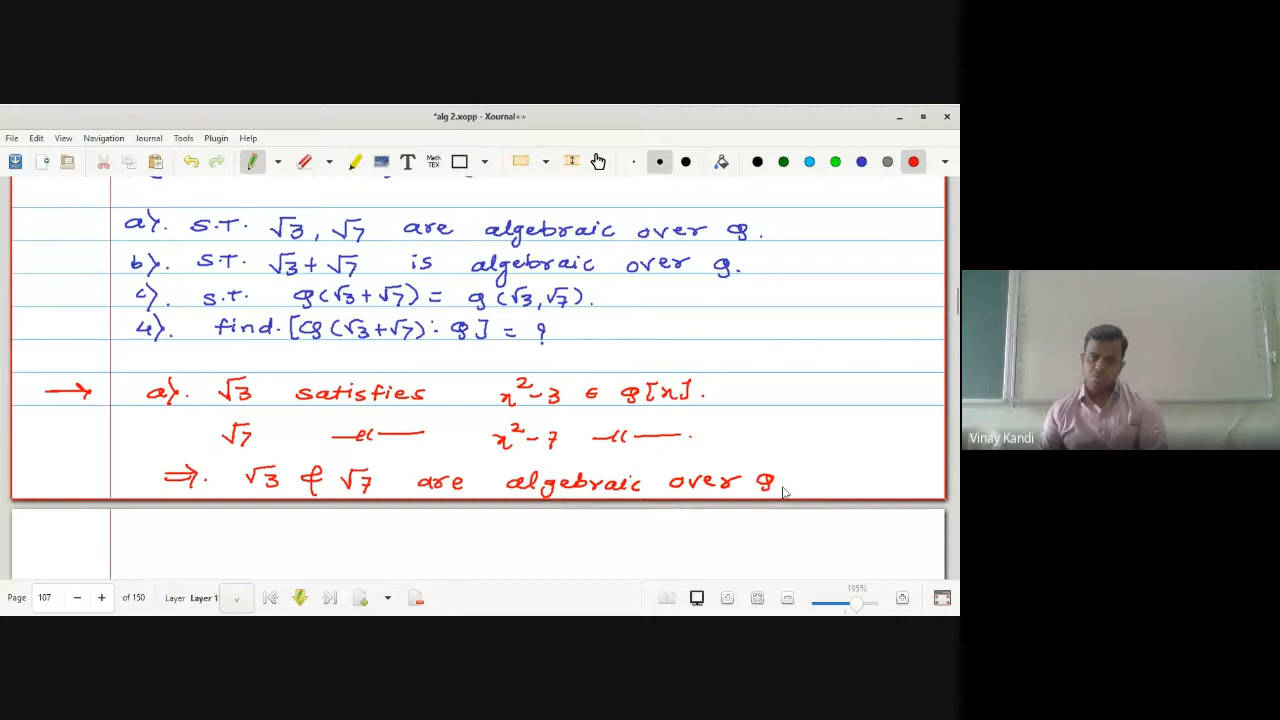 *alg 2.xopp - Xournal++
File Edit View Navigation Journal Tools Plugin Help
a). S.T. √3, √7 are algebraic over Q.
b). S.T. √3 + √7 is algebraic over Q.
c). S.T. Q(√3+√7) = Q(√3,√7).
4). find. [Q(√3+√7) : Q] = ?
→ a). √3 satisfies x² - 3 ∈ Q[x].
√7 —〃— x² - 7 —〃—.
⇒. √3 & √7 are algebraic over Q
Vinay Kandi
Page 107 of 150 Layer Layer 1 195%